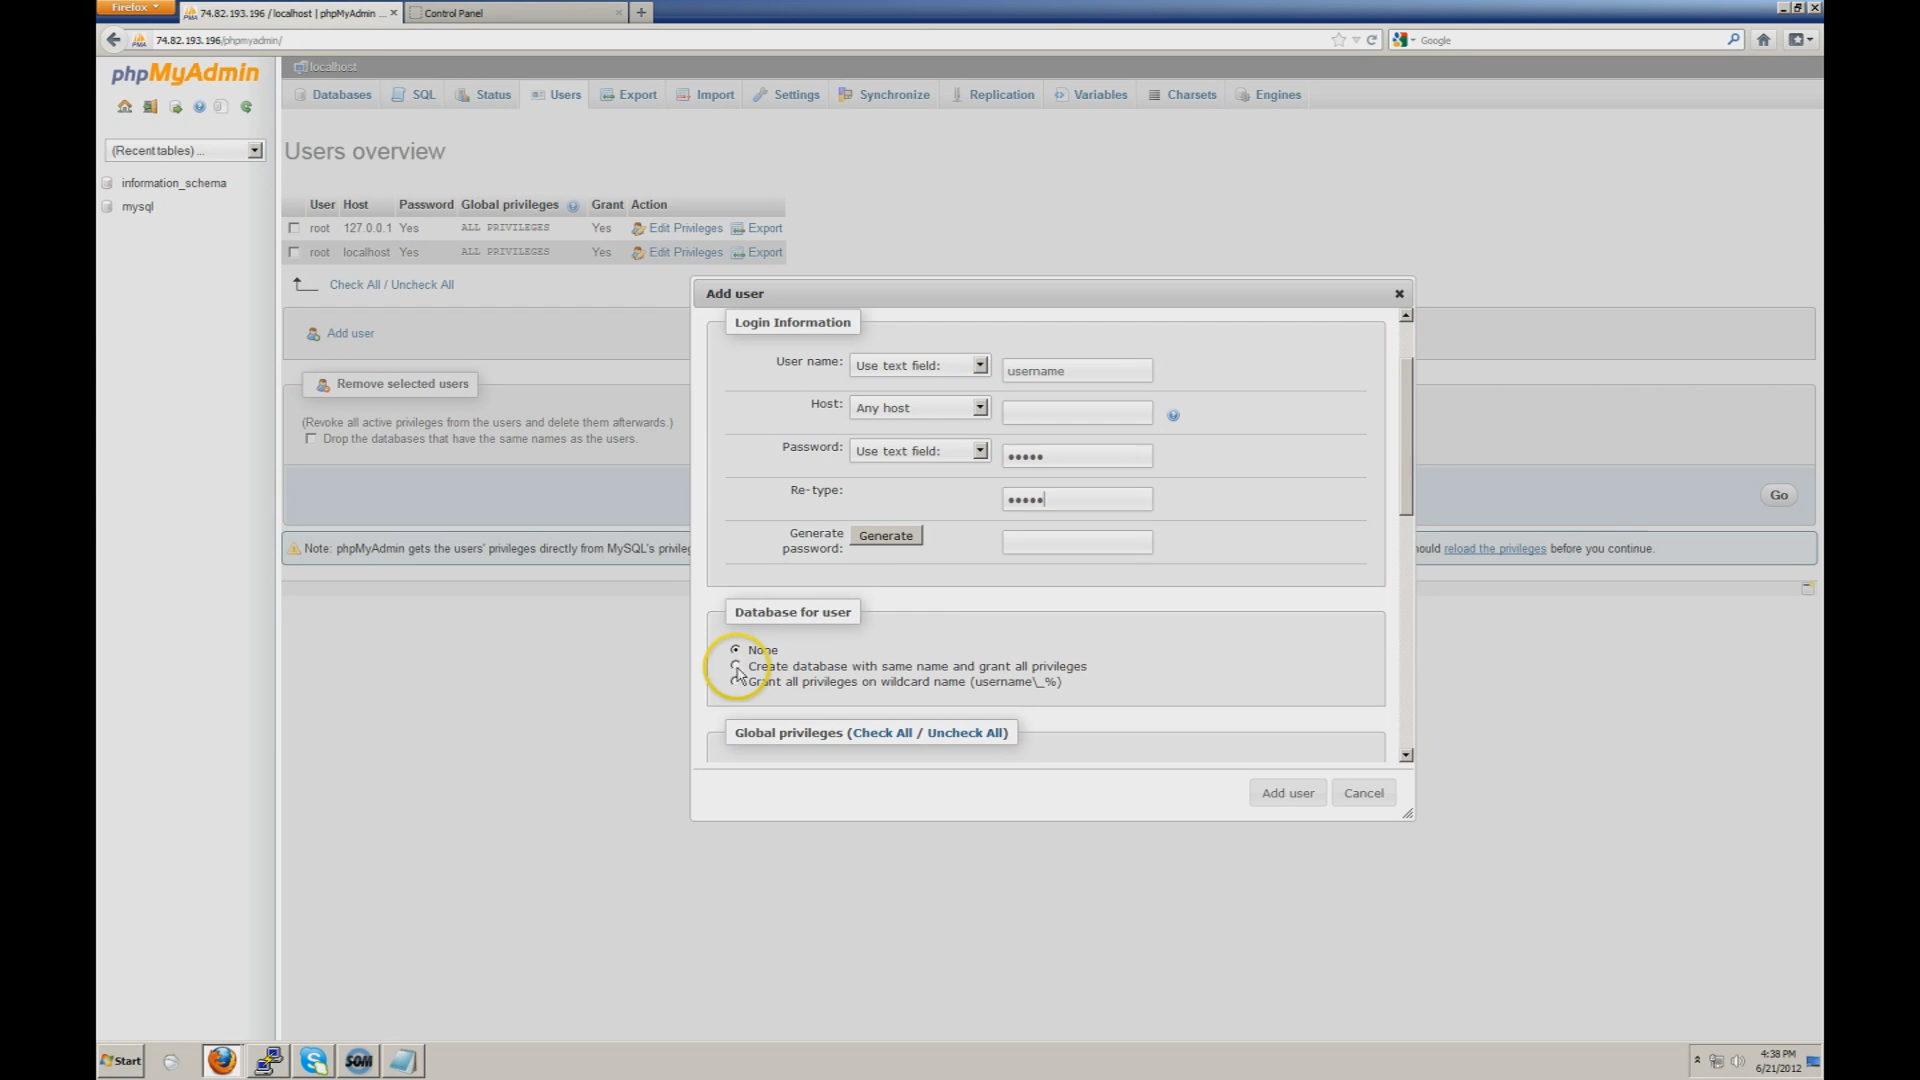 Firefox
74.82.193.196 / localhost | phpMyAdmin ...
Control Panel
74.82.193.196/phpmyadmin/
Google
phpMyAdmin
(Recent tables) ...
information_schema
mysql
localhost
Databases
SQL
Status
Users
Export
Import
Settings
Synchronize
Replication
Variables
Charsets
Engines
Users overview
User Host Password Global privileges Grant Action
root 127.0.0.1 Yes ALL PRIVILEGES Yes Edit Privileges Export
root localhost Yes ALL PRIVILEGES Yes Edit Privileges Export
Check All / Uncheck All
Add user
Remove selected users
(Revoke all active privileges from the users and delete them afterwards.)
Drop the databases that have the same names as the users.
Go
Note: phpMyAdmin gets the users' privileges directly from MySQL's
reload the privileges before you continue.
Add user
Login Information
User name: Use text field: username
Host: Any host
Password: Use text field: •••••
Re-type: •••••
Generate
password: Generate
Database for user
None
Create database with same name and grant all privileges
Grant all privileges on wildcard name (username\_%)
Global privileges (Check All / Uncheck All)
Add user
Cancel
Start
SOM
4:38 PM
6/21/2012